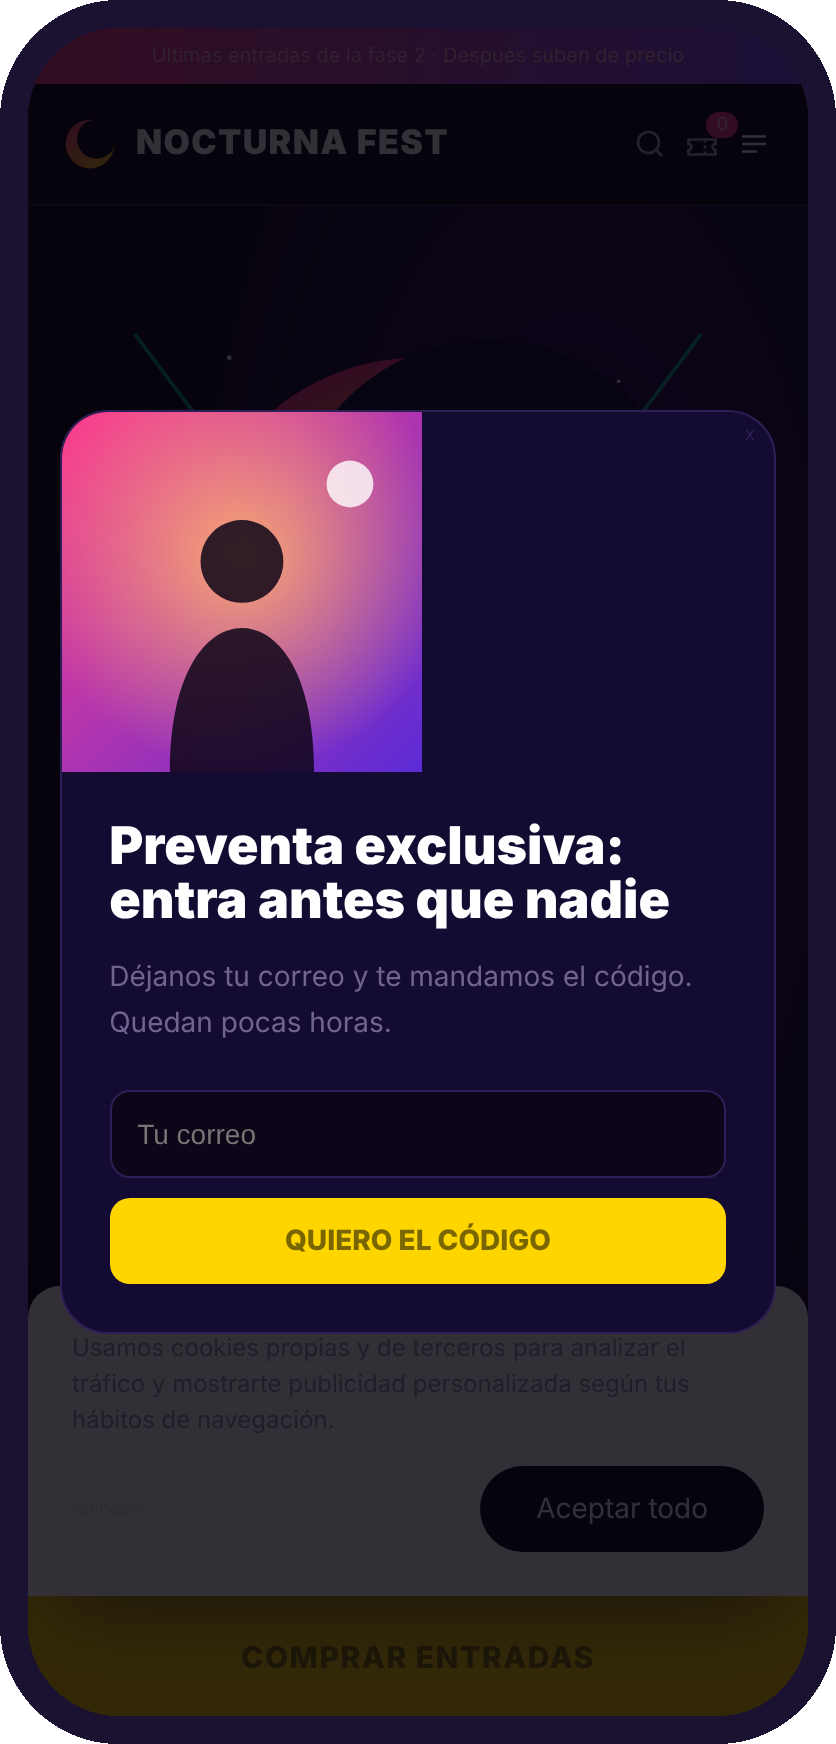 Últimas entradas de la fase 2 · Después suben de precio
NOCTURNA FEST
0
x
Preventa exclusiva:
entra antes que nadie
Déjanos tu correo y te mandamos el código.
Quedan pocas horas.
Tu correo
QUIERO EL CÓDIGO
Usamos cookies propias y de terceros para analizar el
tráfico y mostrarte publicidad personalizada según tus
hábitos de navegación.
rechazar
Aceptar todo
COMPRAR ENTRADAS